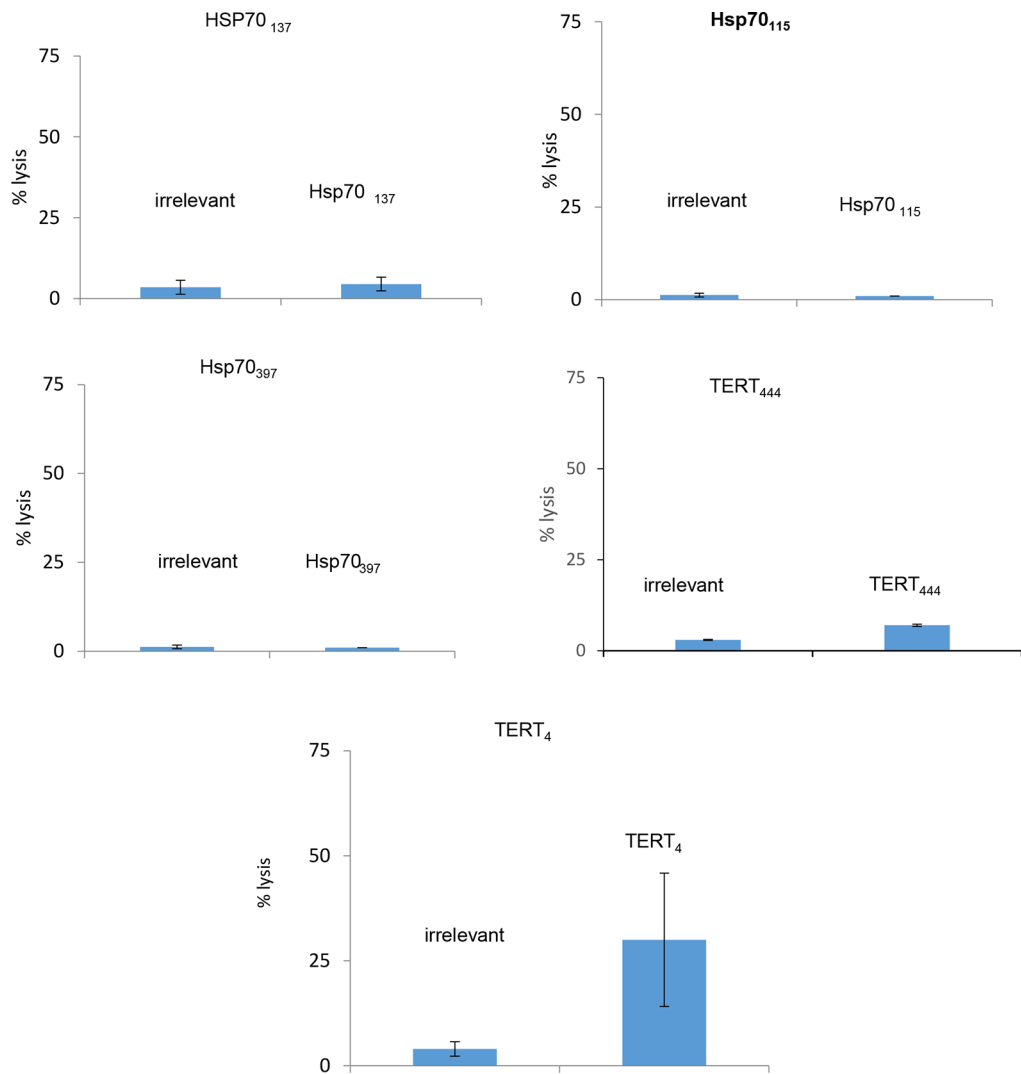 HSP70 137
75
50
25
0
% lysis
irrelevant
Hsp70 137
Hsp70115
75
50
25
0
% lysis
irrelevant
Hsp70 115
Hsp70397
75
50
25
0
% lysis
irrelevant
Hsp70397
TERT444
75
50
25
0
% lysis
irrelevant
TERT444
TERT4
75
50
25
0
% lysis
irrelevant
TERT4